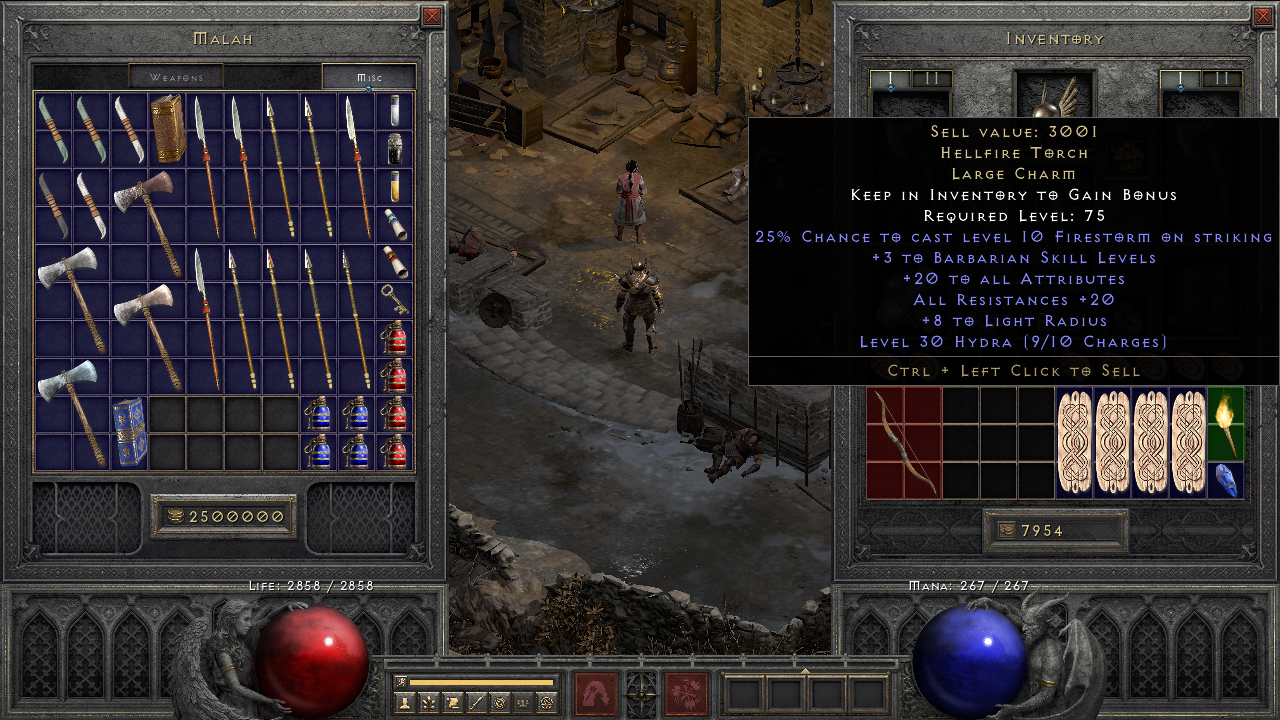 Malah
Weapons
Misc
2500000
Inventory
I
II
I
II
Sell value: 3001
Hellfire Torch
Large Charm
Keep in Inventory to Gain Bonus
Required Level: 75
25% Chance to cast level 10 Firestorm on striking
+3 to Barbarian Skill Levels
+20 to all Attributes
All Resistances +20
+8 to Light Radius
Level 30 Hydra (9/10 Charges)
Ctrl + Left Click to Sell
7954
Life: 2858 / 2858
Mana: 267 / 267